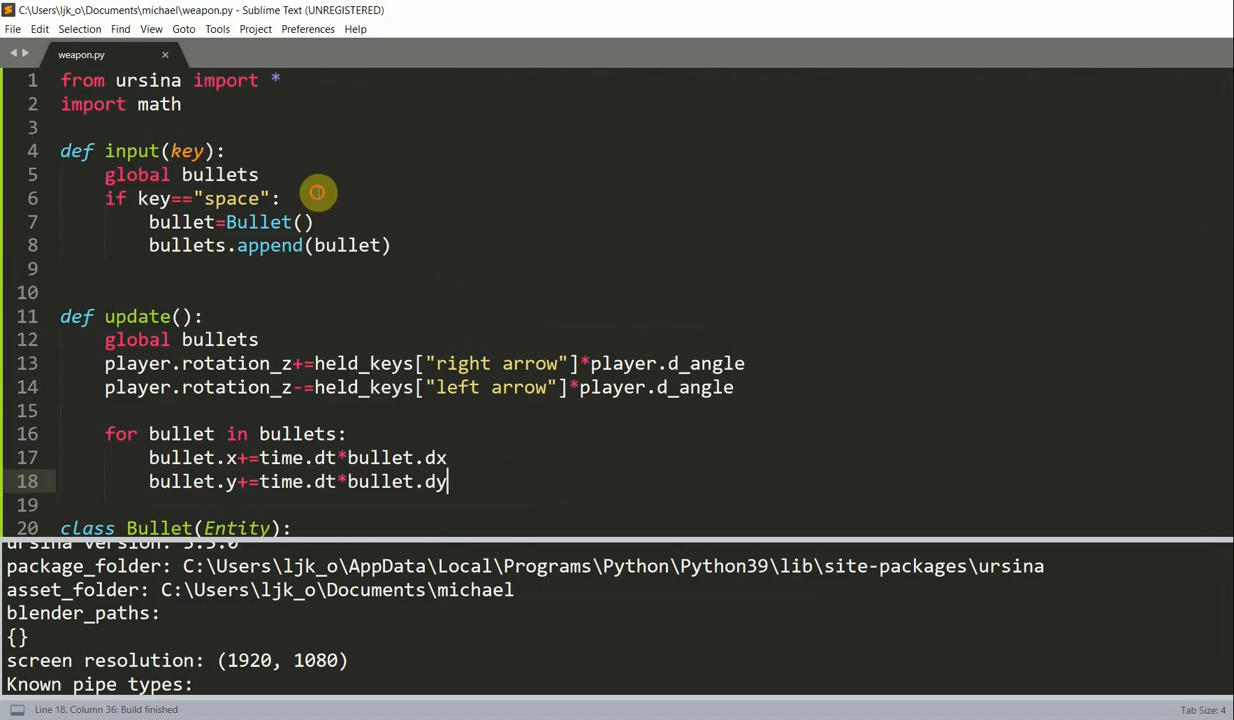 C:\Users\ljk_o\Documents\michael\weapon.py - Sublime Text (UNREGISTERED)
File Edit Selection Find View Goto Tools Project Preferences Help
weapon.py ×
1 from ursina import *
2 import math
3
4 def input(key):
5 global bullets
6 if key=="space":
7 bullet=Bullet()
8 bullets.append(bullet)
9
10
11 def update():
12 global bullets
13 player.rotation_z+=held_keys["right arrow"]*player.d_angle
14 player.rotation_z-=held_keys["left arrow"]*player.d_angle
15
16 for bullet in bullets:
17 bullet.x+=time.dt*bullet.dx
18 bullet.y+=time.dt*bullet.dy
19
20 class Bullet(Entity):
ursina version:
package_folder: C:\Users\ljk_o\AppData\Local\Programs\Python\Python39\lib\site-packages\ursina
asset_folder: C:\Users\ljk_o\Documents\michael
blender_paths:
{}
screen resolution: (1920, 1080)
Known pipe types:
Line 18, Column 36: Build finished Tab Size: 4